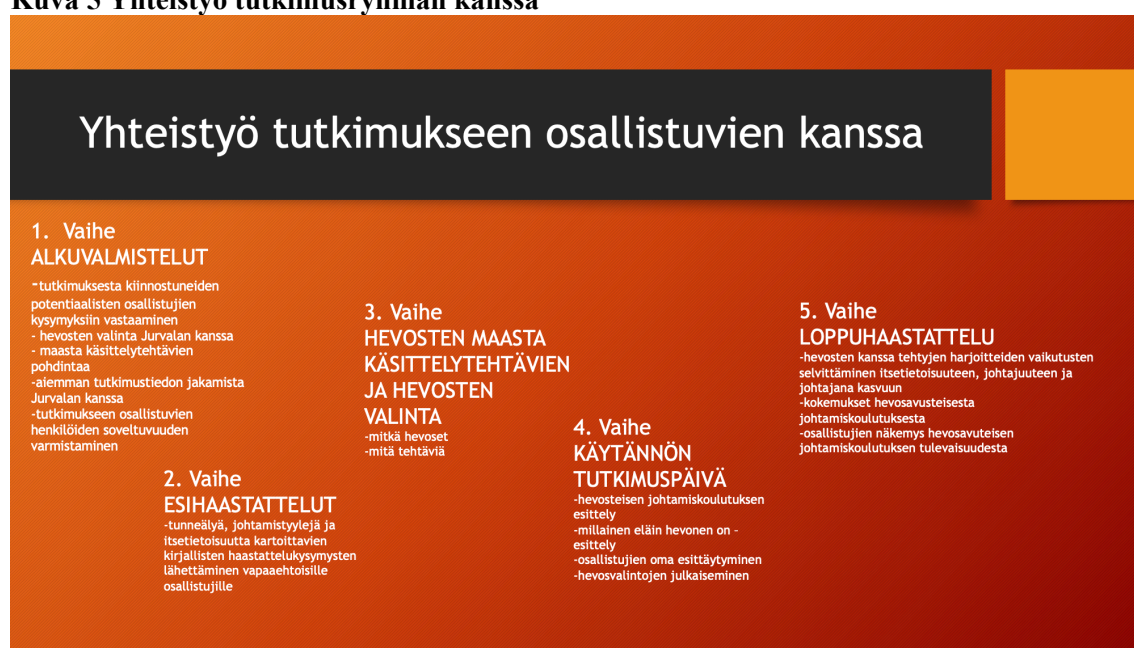 Kuva 5 Yhteistyö tutkimusryhmän kanssa
Yhteistyö tutkimukseen osallistuvien kanssa
1. Vaihe
ALKUVALMISTELUT
-tutkimuksesta kiinnostuneiden
potentiaalisten osallistujien
kysymyksiin vastaaminen
- hevosten valinta Jurvalan kanssa
- maasta käsittelytehtävien
pohdintaa
-aiemman tutkimustiedon jakamista
Jurvalan kanssa
-tutkimukseen osallistuvien
henkilöiden soveltuvuuden
varmistaminen
2. Vaihe
ESIHAASTATTELUT
-tunneälyä, johtamistyylejä ja
itsetietoisuutta kartoittavien
kirjallisten haastattelukysymysten
lähettäminen vapaaehtoisille
osallistujille
3. Vaihe
HEVOSTEN MAASTA
KÄSITTELYTEHTÄVIEN
JA HEVOSTEN
VALINTA
-mitkä hevoset
-mitä tehtäviä
4. Vaihe
KÄYTÄNNÖN
TUTKIMUSPÄIVÄ
-hevosteisen johtamiskoulutuksen
esittely
-millainen eläin hevonen on –
esittely
-osallistujien oma esittäytyminen
-hevosvalintojen julkaiseminen
5. Vaihe
LOPPUHAASTATTELU
-hevosten kanssa tehtyjen harjoitteiden vaikutusten
selvittäminen itsetietoisuuteen, johtajuuteen ja
johtajana kasvuun
-kokemukset hevosavusteisesta
johtamiskoulutuksesta
-osallistujien näkemys hevosavuteisen
johtamiskoulutuksen tulevaisuudesta